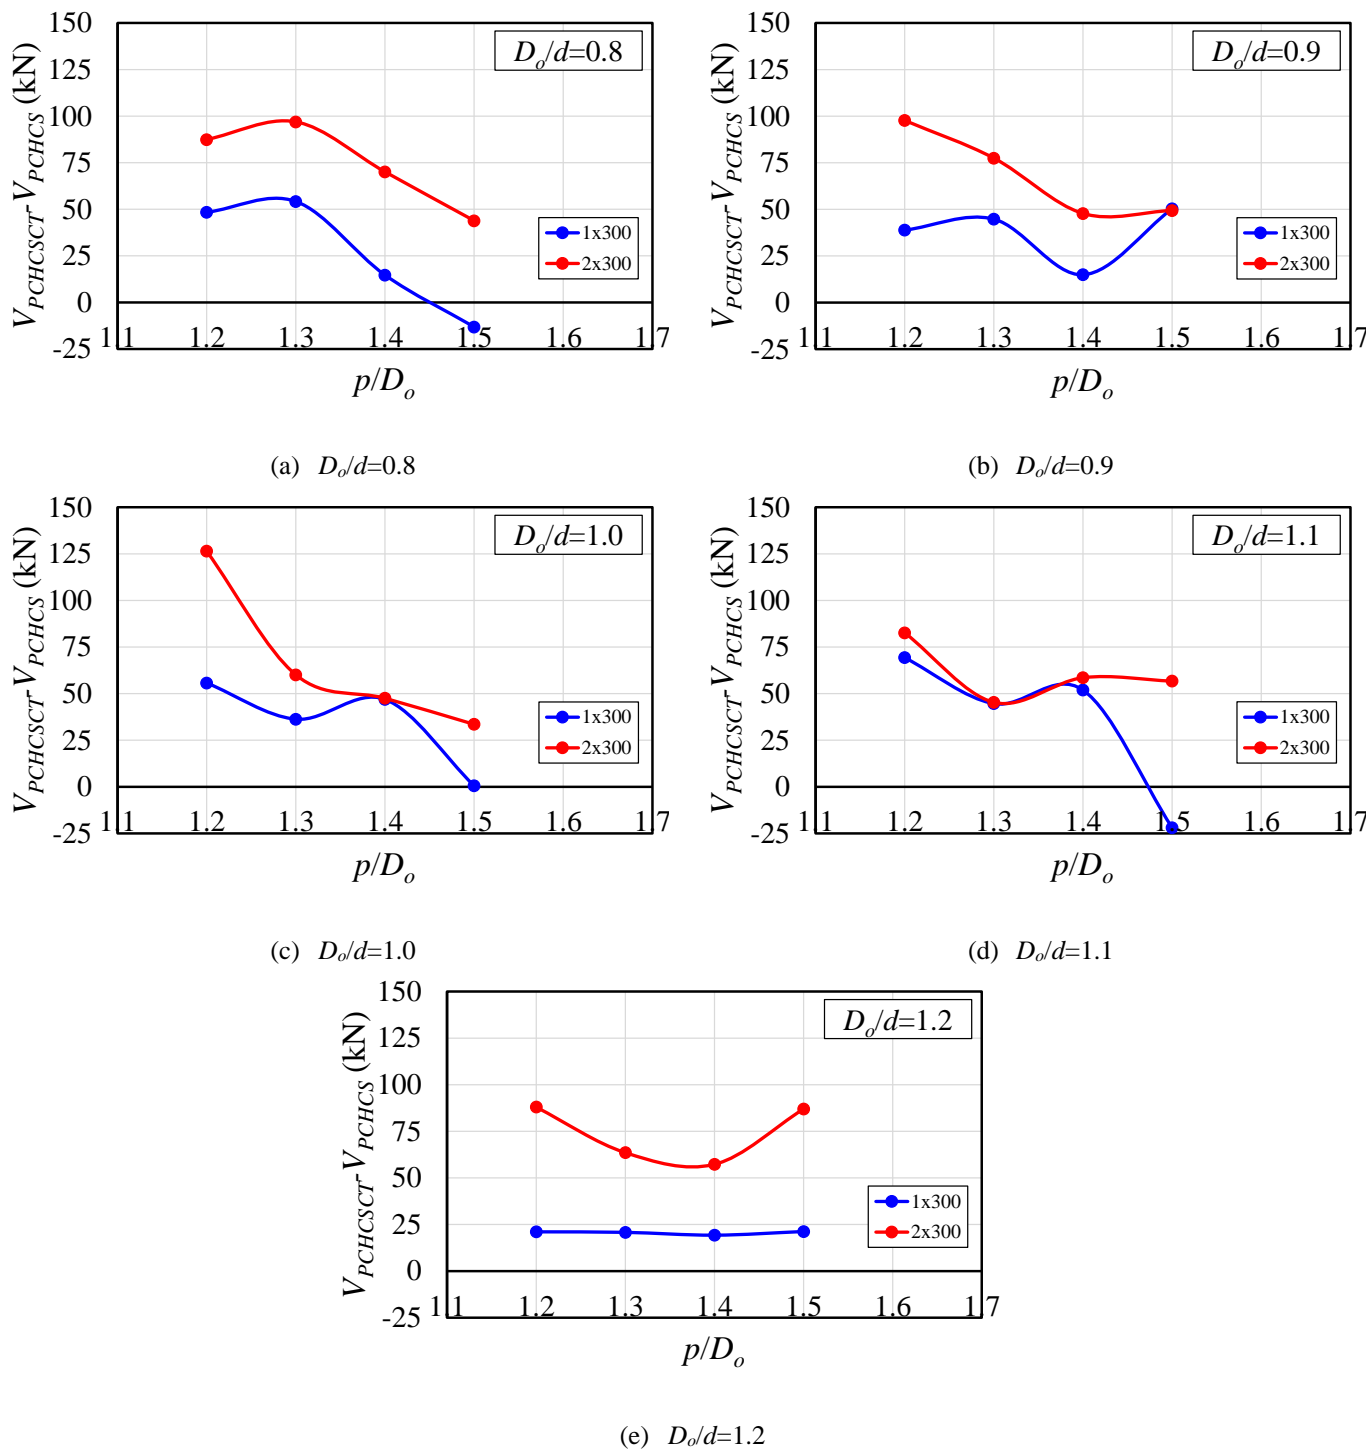 V_PCHCSCT-V_PCHCS (kN)
150
125
100
75
50
25
0
-25
1.1 1.2 1.3 1.4 1.5 1.6 1.7
p/D_o
D_o/d=0.8
1x300
2x300
(a) D_o/d=0.8
V_PCHCSCT-V_PCHCS (kN)
150
125
100
75
50
25
0
-25
1.1 1.2 1.3 1.4 1.5 1.6 1.7
p/D_o
D_o/d=0.9
1x300
2x300
(b) D_o/d=0.9
V_PCHCSCT-V_PCHCS (kN)
150
125
100
75
50
25
0
-25
1.1 1.2 1.3 1.4 1.5 1.6 1.7
p/D_o
D_o/d=1.0
1x300
2x300
(c) D_o/d=1.0
V_PCHCSCT-V_PCHCS (kN)
150
125
100
75
50
25
0
-25
1.1 1.2 1.3 1.4 1.5 1.6 1.7
p/D_o
D_o/d=1.1
1x300
2x300
(d) D_o/d=1.1
V_PCHCSCT-V_PCHCS (kN)
150
125
100
75
50
25
0
-25
1.1 1.2 1.3 1.4 1.5 1.6 1.7
p/D_o
D_o/d=1.2
1x300
2x300
(e) D_o/d=1.2